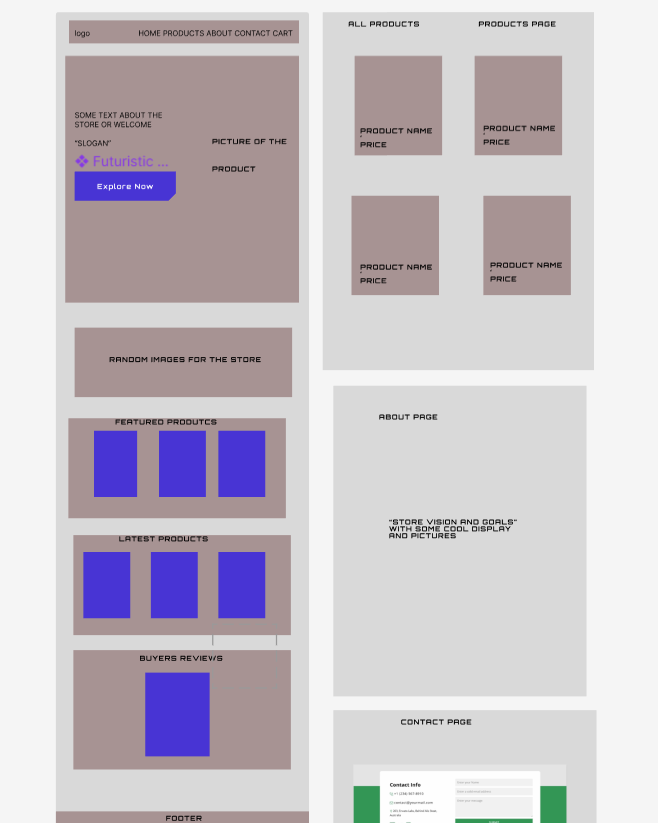 logo
HOME PRODUCTS ABOUT CONTACT CART
SOME TEXT ABOUT THE
STORE OR WELCOME
"SLOGAN"
❖ Futuristic ...
Explore Now
PICTURE OF THE
PRODUCT
RANDOM IMAGES FOR THE STORE
FEATURED PRODUTCS
LATEST PRODUCTS
BUYERS REVIEWS
FOOTER
ALL PRODUCTS
PRODUCTS PAGE
PRODUCT NAME
,
PRICE
PRODUCT NAME
,
PRICE
PRODUCT NAME
,
PRICE
PRODUCT NAME
,
PRICE
ABOUT PAGE
"STORE VISION AND GOALS"
WITH SOME COOL DISPLAY
AND PICTURES
CONTACT PAGE
Contact Info